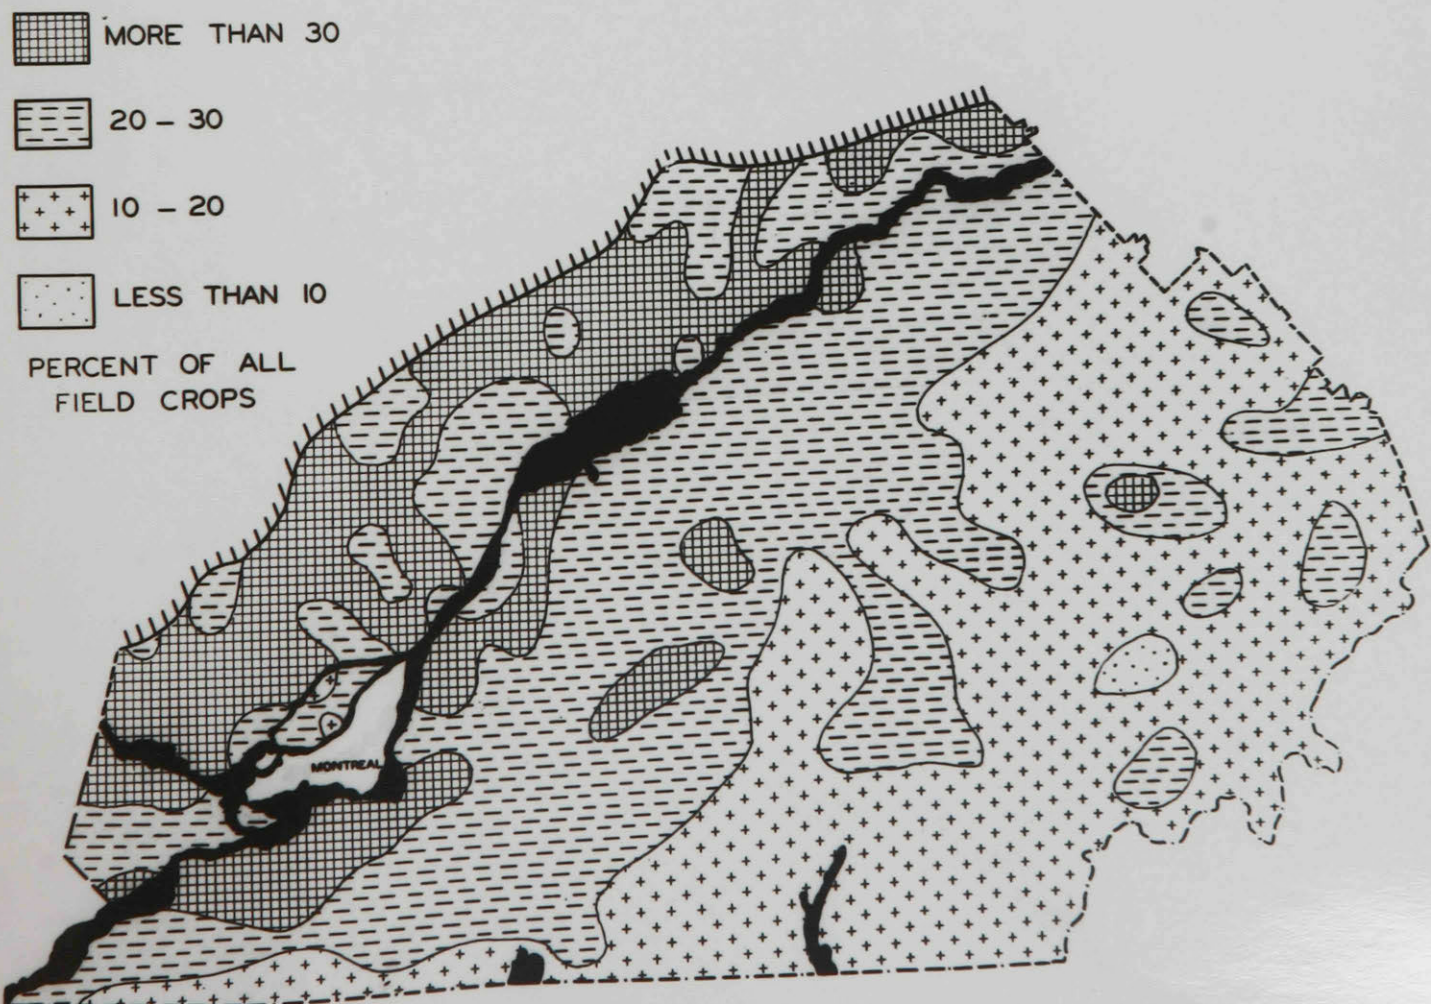 MORE THAN 30
20 – 30
10 – 20
LESS THAN 10
PERCENT OF ALL
FIELD CROPS
MONTREAL